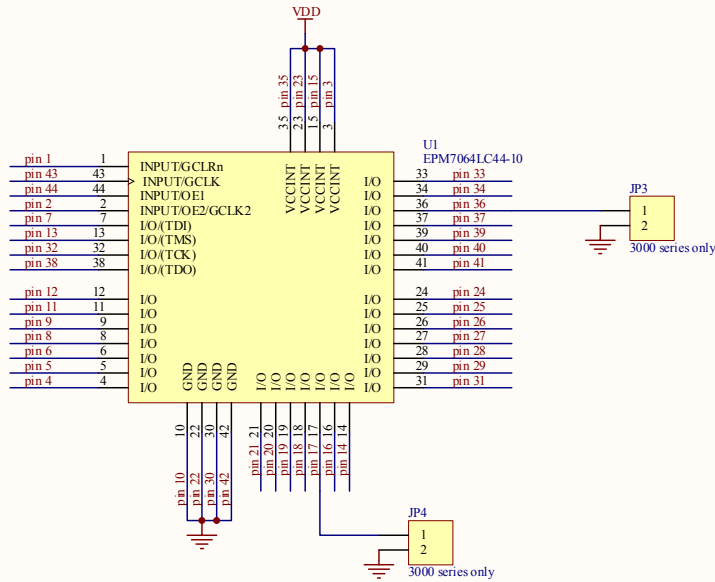 VDD
pin 35
pin 23
pin 15
pin 3
35
23
15
3
U1
EPM7064LC44-10
VCCINT
VCCINT
VCCINT
VCCINT
pin 1 1 INPUT/GCLRn
pin 43 43 INPUT/GCLK
pin 44 44 INPUT/OE1
pin 2 2 INPUT/OE2/GCLK2
pin 7 7 I/O/(TDI)
pin 13 13 I/O/(TMS)
pin 32 32 I/O/(TCK)
pin 38 38 I/O/(TDO)
pin 12 12 I/O
pin 11 11 I/O
pin 9 9 I/O
pin 8 8 I/O
pin 6 6 I/O
pin 5 5 I/O
pin 4 4 I/O
I/O 33 pin 33
I/O 34 pin 34
I/O 36 pin 36
I/O 37 pin 37
I/O 39 pin 39
I/O 40 pin 40
I/O 41 pin 41
I/O 24 pin 24
I/O 25 pin 25
I/O 26 pin 26
I/O 27 pin 27
I/O 28 pin 28
I/O 29 pin 29
I/O 31 pin 31
JP3
1
2
3000 series only
GND
GND
GND
GND
I/O
I/O
I/O
I/O
I/O
I/O
I/O
10
22
30
42
21
20
19
18
17
16
14
pin 10
pin 22
pin 30
pin 42
pin 21
pin 20
pin 19
pin 18
pin 17
pin 16
pin 14
JP4
1
2
3000 series only